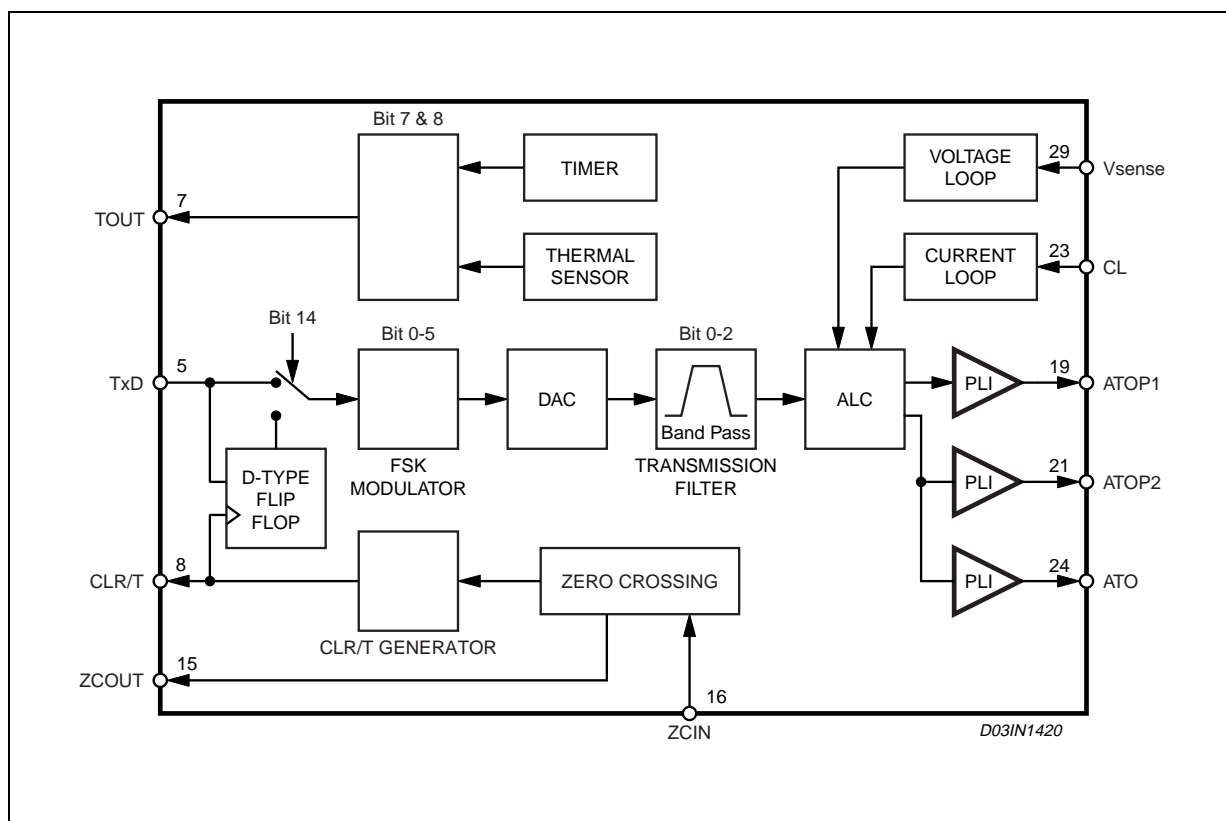 Bit 7 & 8
TIMER
THERMAL
SENSOR
7
TOUT
VOLTAGE
LOOP
29
Vsense
CURRENT
LOOP
23
CL
Bit 14
Bit 0-5
Bit 0-2
5
TxD
FSK
MODULATOR
DAC
Band Pass
TRANSMISSION
FILTER
ALC
PLI
19
ATOP1
D-TYPE
FLIP
FLOP
PLI
21
ATOP2
8
CLR/T
CLR/T GENERATOR
ZERO CROSSING
PLI
24
ATO
15
ZCOUT
16
ZCIN
D03IN1420